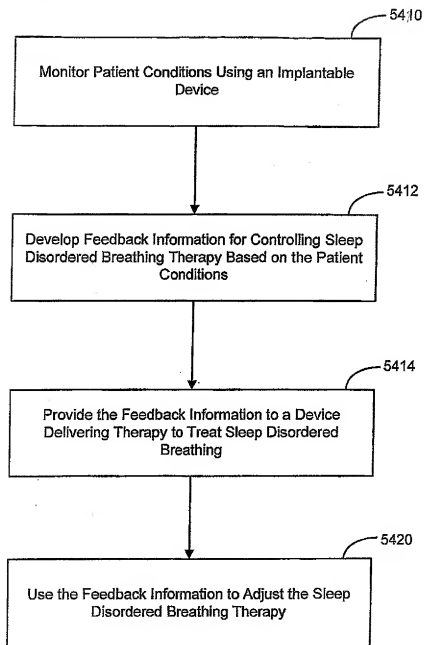 5410
Monitor Patient Conditions Using an Implantable
Device
5412
Develop Feedback Information for Controlling Sleep
Disordered Breathing Therapy Based on the Patient
Conditions
5414
Provide the Feedback Information to a Device
Delivering Therapy to Treat Sleep Disordered
Breathing
5420
Use the Feedback Information to Adjust the Sleep
Disordered Breathing Therapy